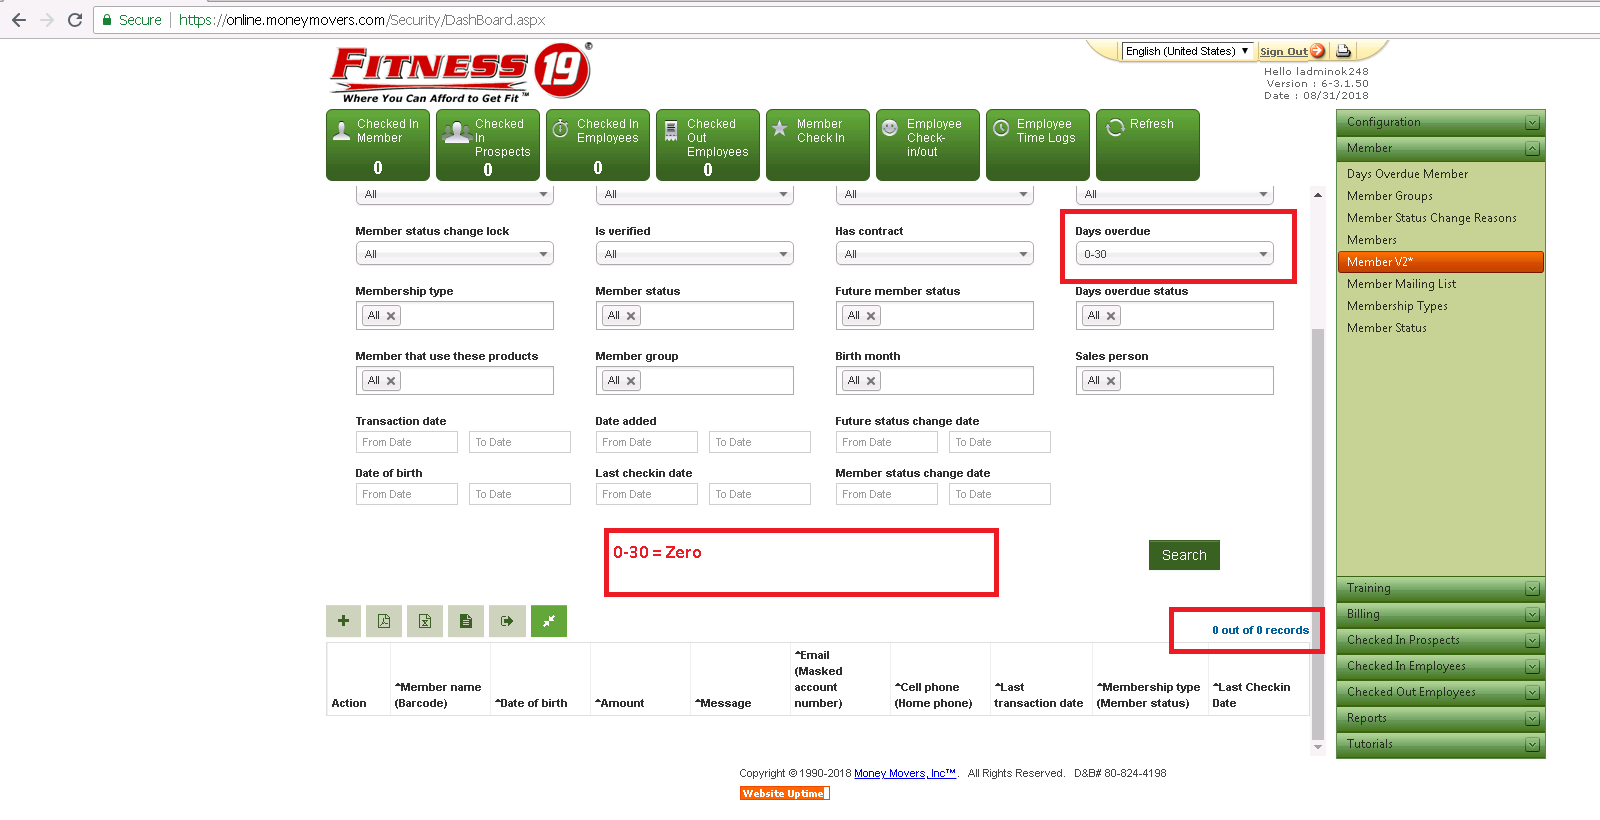 Secure | https://online.moneymovers.com/Security/DashBoard.aspx
FITNESS 19®
Where You Can Afford to Get Fit™
English (United States) ▼
Sign Out
Hello ladminok248
Version : 6-3.1.50
Date : 08/31/2018
Checked In
Member
0
Checked
In
Prospects
0
Checked In
Employees
0
Checked
Out
Employees
0
Member
Check In
Employee
Check-
in/out
Employee
Time Logs
Refresh
All
All
All
All
Member status change lock
Is verified
Has contract
Days overdue
All
All
All
0-30
Membership type
Member status
Future member status
Days overdue status
All ×
All ×
All ×
All ×
Member that use these products
Member group
Birth month
Sales person
All ×
All ×
All ×
All ×
Transaction date
Date added
Future status change date
From Date
To Date
From Date
To Date
From Date
To Date
Date of birth
Last checkin date
Member status change date
From Date
To Date
From Date
To Date
From Date
To Date
0-30 = Zero
Search
0 out of 0 records
Action
Member name
(Barcode)
Date of birth
Amount
Message
Email
(Masked
account
number)
Cell phone
(Home phone)
Last
transaction date
Membership type
(Member status)
Last Checkin
Date
Configuration
Member
Days Overdue Member
Member Groups
Member Status Change Reasons
Members
Member V2*
Member Mailing List
Membership Types
Member Status
Training
Billing
Checked In Prospects
Checked In Employees
Checked Out Employees
Reports
Tutorials
Copyright © 1990-2018 Money Movers, Inc™. All Rights Reserved. D&B# 80-824-4198
Website Uptime